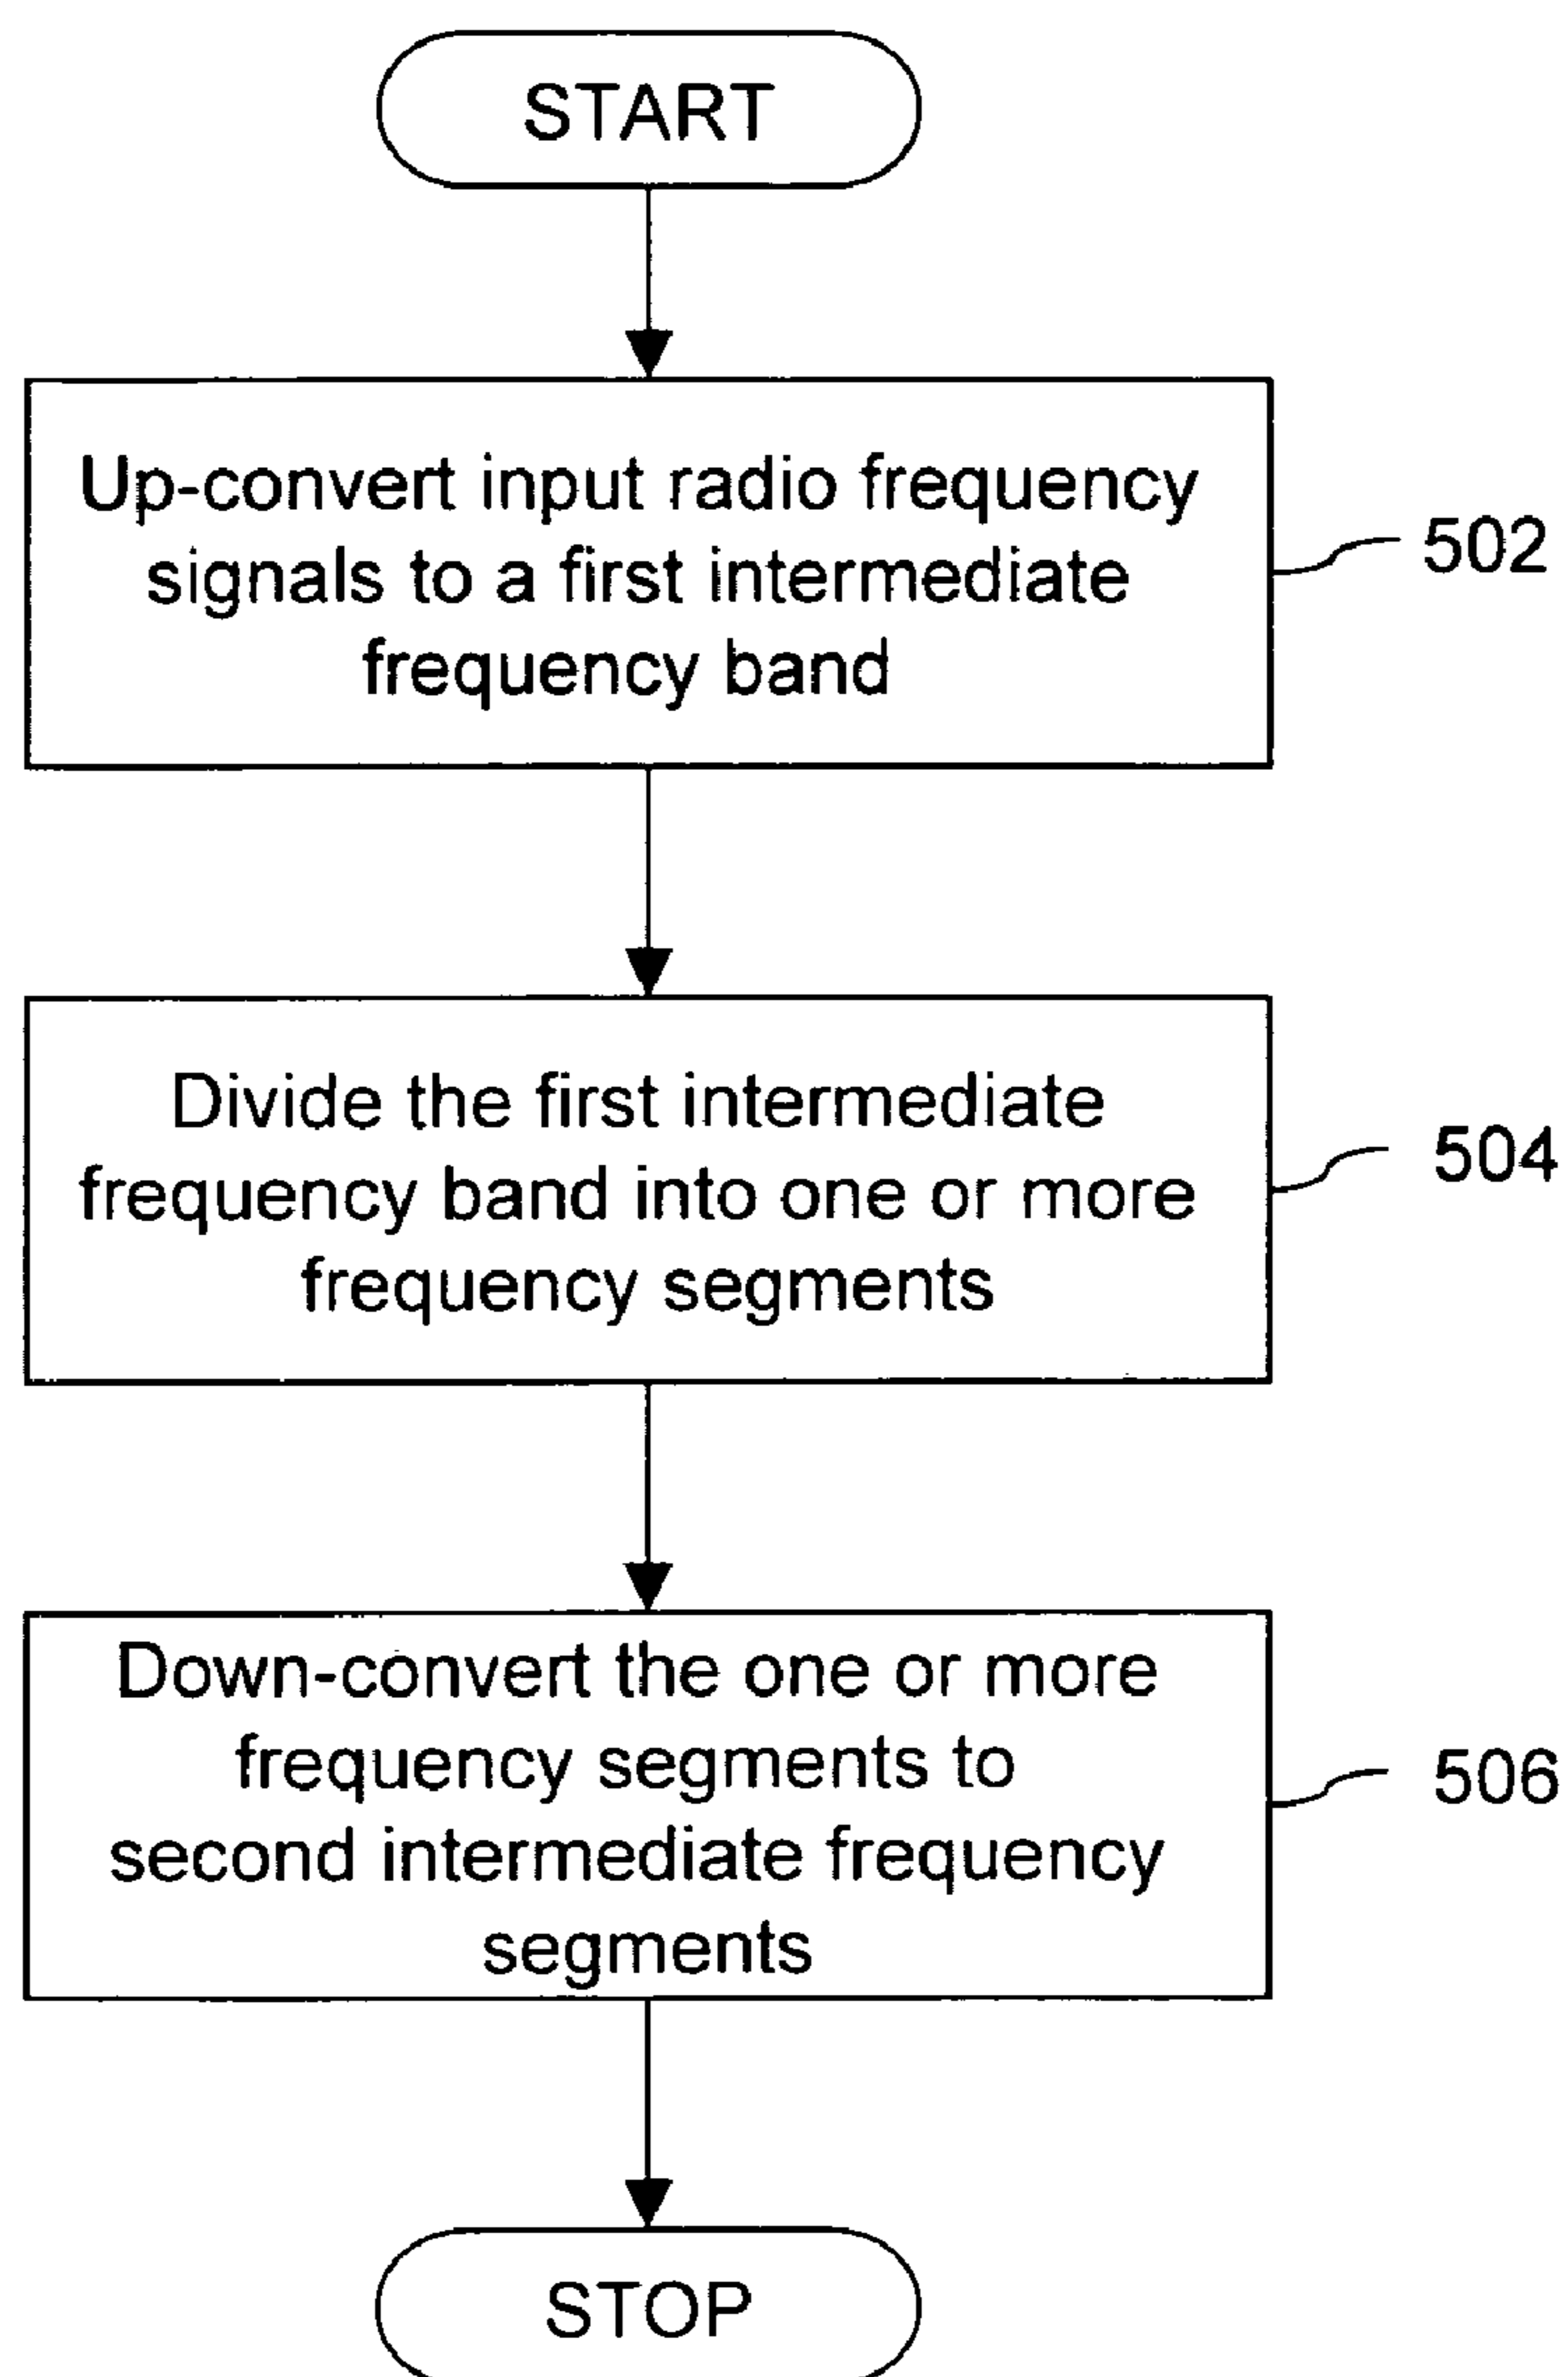 START
Up-convert input radio frequency
signals to a first intermediate
frequency band
502
Divide the first intermediate
frequency band into one or more
frequency segments
504
Down-convert the one or more
frequency segments to
second intermediate frequency
segments
506
STOP